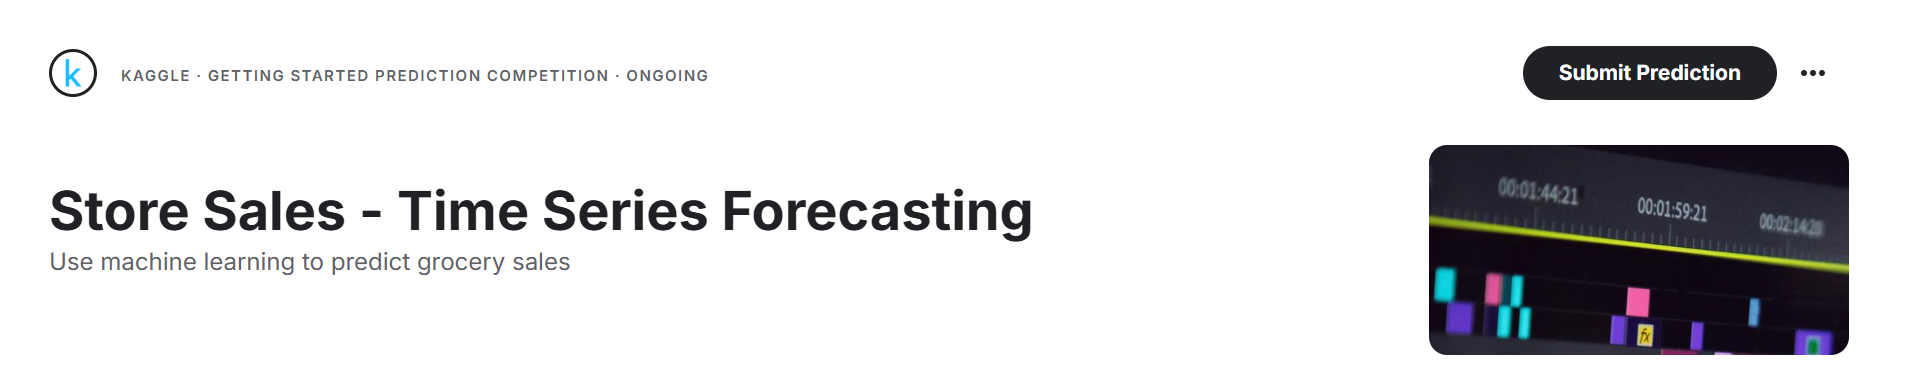 k
KAGGLE · GETTING STARTED PREDICTION COMPETITION · ONGOING
Submit Prediction
Store Sales - Time Series Forecasting
Use machine learning to predict grocery sales
00:01:44:21
00:01:59:21
00:02:14:20
fx